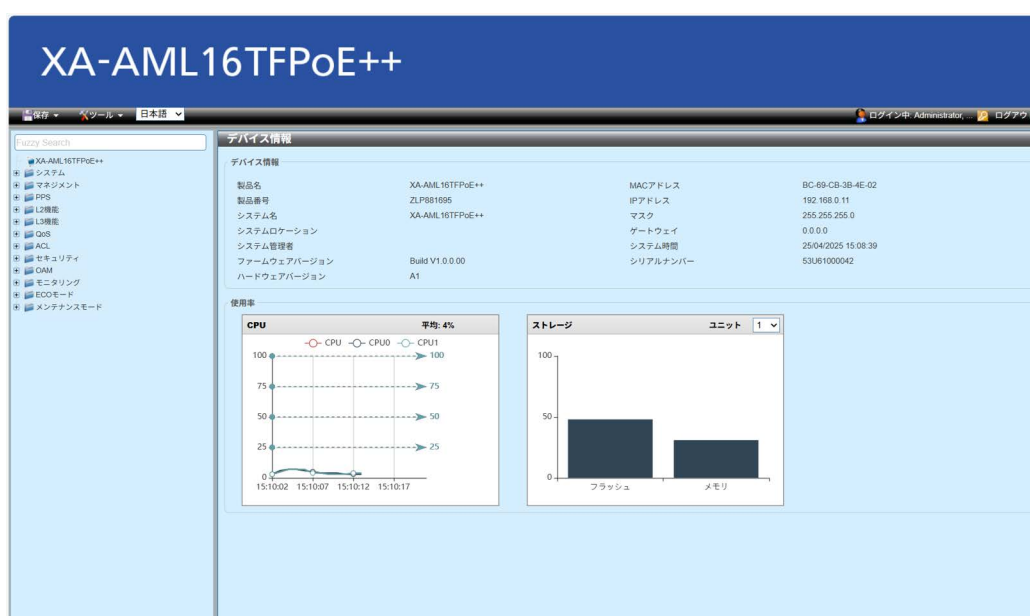 XA-AML16TFPoE++
保存 ツール 日本語 ログイン中: Administrator, ... ログアウ
Fuzzy Search
XA-AML16TFPoE++
システム
マネジメント
PPS
L2機能
L3機能
QoS
ACL
セキュリティ
OAM
モニタリング
ECOモード
メンテナンスモード
デバイス情報
デバイス情報
製品名 XA-AML16TFPoE++ MACアドレス BC-69-CB-3B-4E-02
製品番号 ZLP881695 IPアドレス 192.168.0.11
システム名 XA-AML16TFPoE++ マスク 255.255.255.0
システムロケーション ゲートウェイ 0.0.0.0
システム管理者 システム時間 25/04/2025 15:08:39
ファームウェアバージョン Build V1.0.0.00 シリアルナンバー 53U61000042
ハードウェアバージョン A1
使用率
CPU 平均: 4%
CPU CPU0 CPU1
100 100
75 75
50 50
25 25
0
15:10:02 15:10:07 15:10:12 15:10:17
ストレージ ユニット 1
100
50
0
フラッシュ メモリ